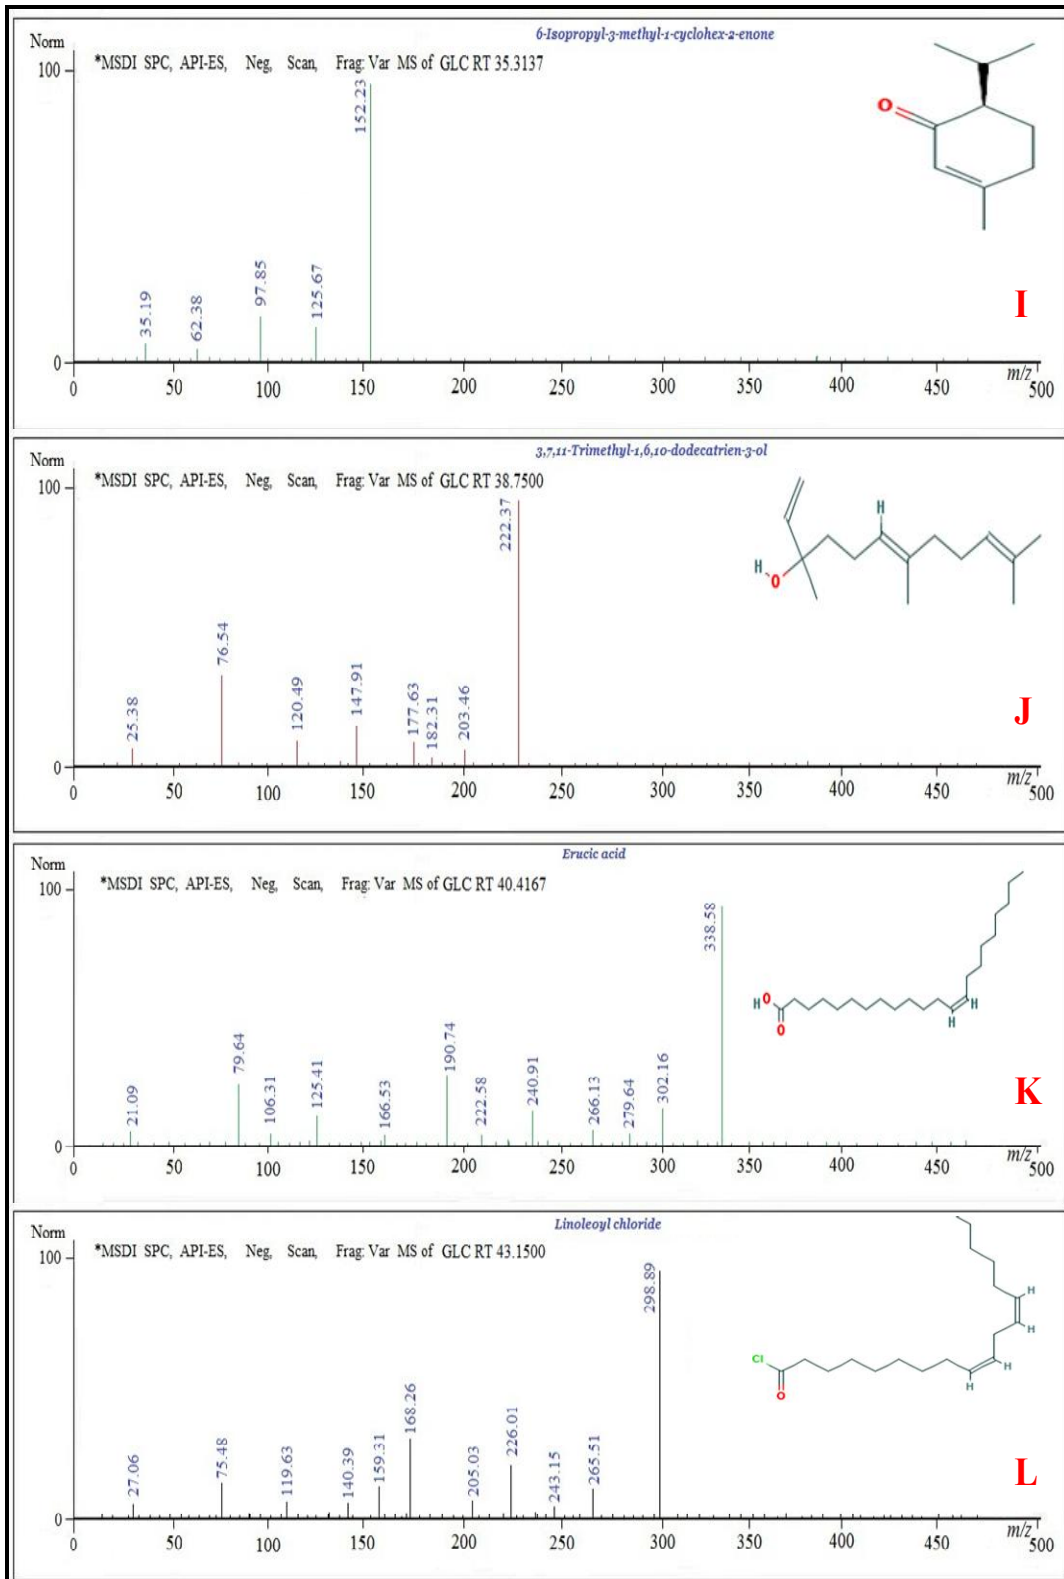 6-Isopropyl-3-methyl-1-cyclohex-2-enone
Norm
*MSDI SPC, API-ES, Neg, Scan, Frag: Var MS of GLC RT 35.3137
100
152.23
O
35.19
62.38
97.85
125.67
I
0
m/z
0 50 100 150 200 250 300 350 400 450 500
3,7,11-Trimethyl-1,6,10-dodecatrien-3-ol
Norm
*MSDI SPC, API-ES, Neg, Scan, Frag: Var MS of GLC RT 38.7500
100
222.37
H
H O
25.38
76.54
120.49
147.91
177.63
182.31
203.46
J
0
m/z
0 50 100 150 200 250 300 350 400 450 500
Erucic acid
Norm
*MSDI SPC, API-ES, Neg, Scan, Frag: Var MS of GLC RT 40.4167
100
338.58
HO
O
H
H
21.09
79.64
106.31
125.41
166.53
190.74
222.58
240.91
266.13
279.64
302.16
K
0
m/z
0 50 100 150 200 250 300 350 400 450 500
Linoleoyl chloride
Norm
*MSDI SPC, API-ES, Neg, Scan, Frag: Var MS of GLC RT 43.1500
100
298.89
H
H
Cl
H
H
O
27.06
75.48
119.63
140.39
159.31
168.26
205.03
226.01
243.15
265.51
L
0
m/z
0 50 100 150 200 250 300 350 400 450 500